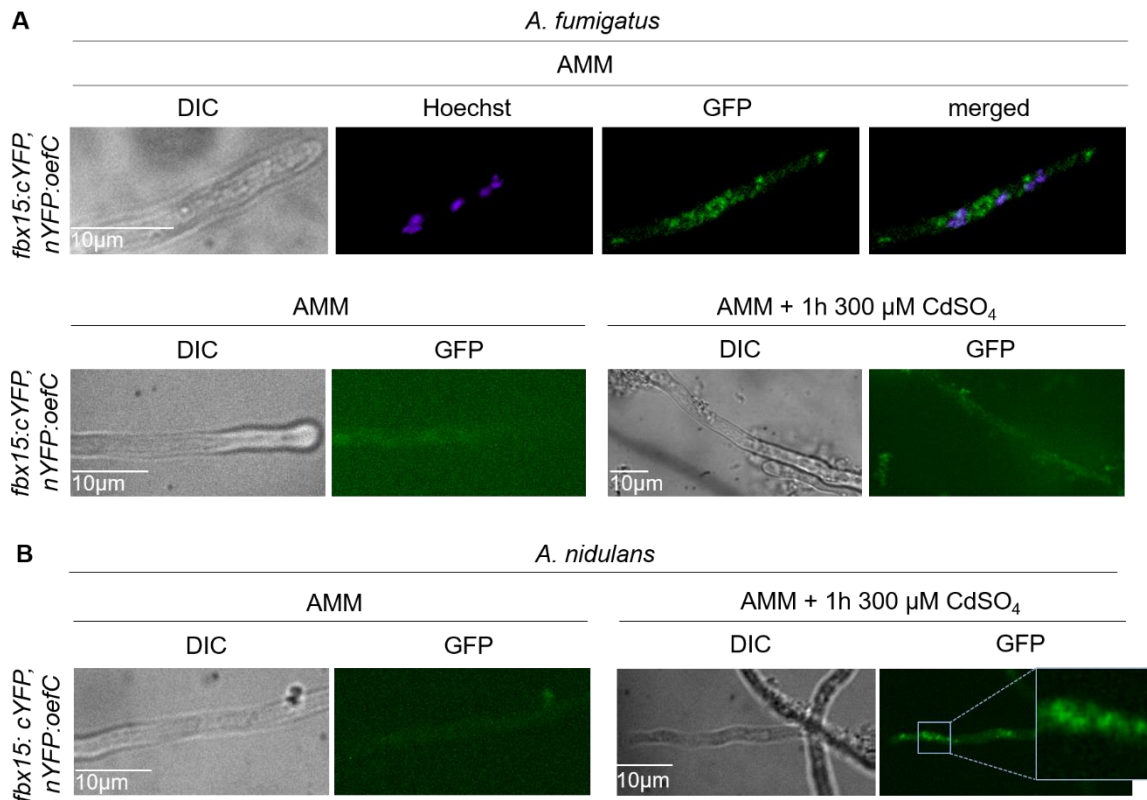 A
A. fumigatus
AMM
DIC Hoechst GFP merged
fbx15:cYFP,
nYFP:oefC
10µm
AMM AMM + 1h 300 µM CdSO₄
DIC GFP DIC GFP
fbx15:cYFP,
nYFP:oefC
10µm 10µm
B
A. nidulans
AMM AMM + 1h 300 µM CdSO₄
DIC GFP DIC GFP
fbx15: cYFP,
nYFP:oefC
10µm 10µm